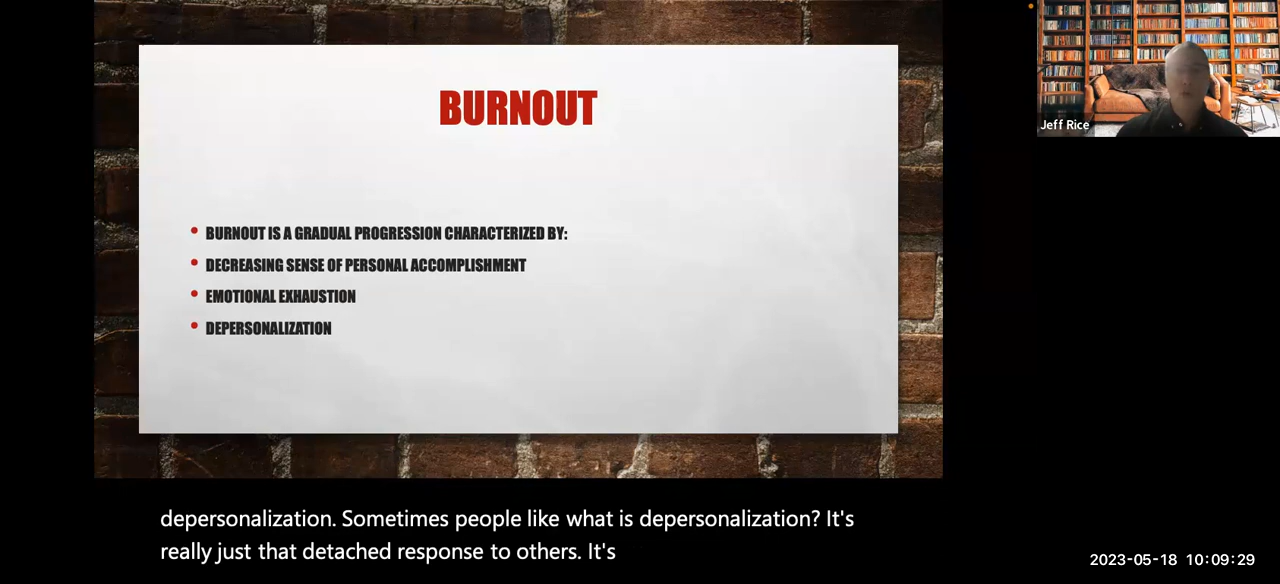 BURNOUT
• BURNOUT IS A GRADUAL PROGRESSION CHARACTERIZED BY:
• DECREASING SENSE OF PERSONAL ACCOMPLISHMENT
• EMOTIONAL EXHAUSTION
• DEPERSONALIZATION
Jeff Rice
depersonalization. Sometimes people like what is depersonalization? It's
really just that detached response to others. It's
2023-05-18 10:09:29